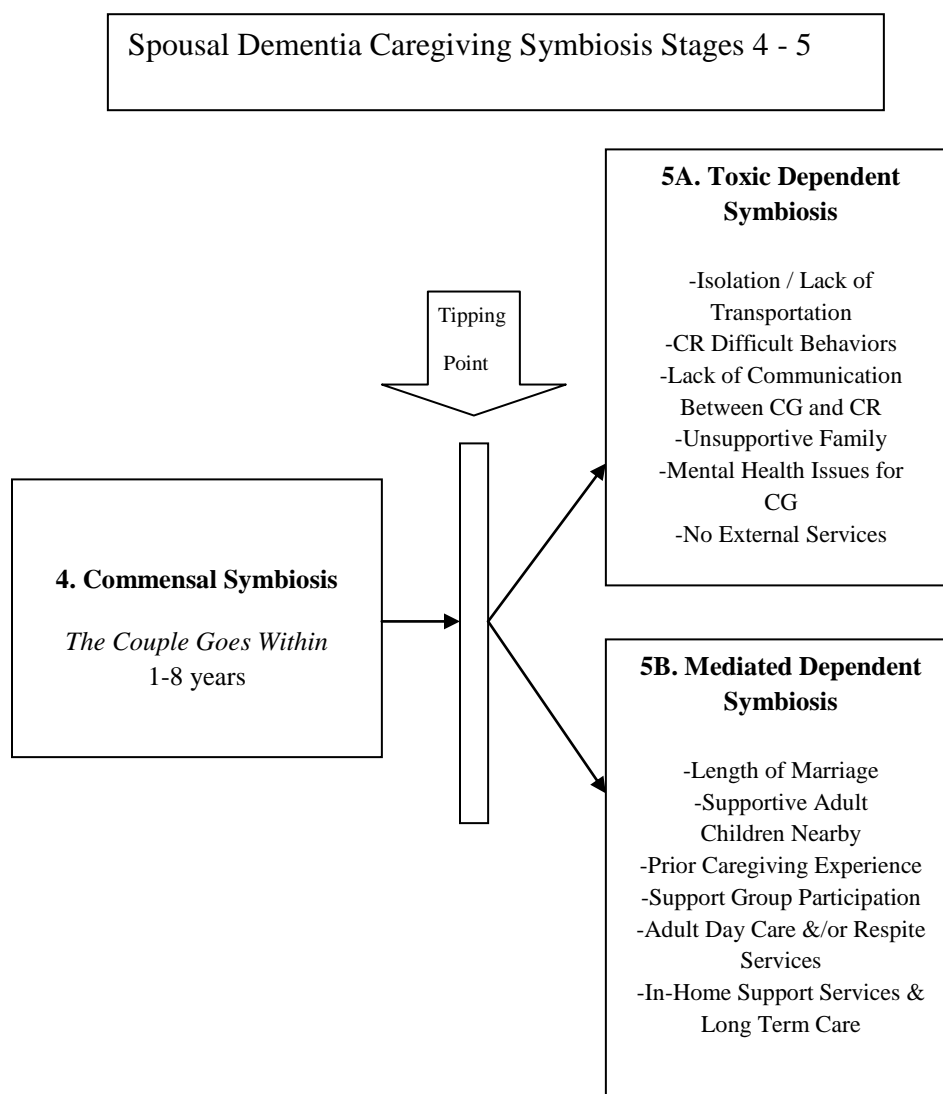 Spousal Dementia Caregiving Symbiosis Stages 4 - 5
5A. Toxic Dependent
Symbiosis
-Isolation / Lack of
Transportation
-CR Difficult Behaviors
-Lack of Communication
Between CG and CR
-Unsupportive Family
-Mental Health Issues for
CG
-No External Services
Tipping
Point
4. Commensal Symbiosis
The Couple Goes Within
1-8 years
5B. Mediated Dependent
Symbiosis
-Length of Marriage
-Supportive Adult
Children Nearby
-Prior Caregiving Experience
-Support Group Participation
-Adult Day Care &/or Respite
Services
-In-Home Support Services &
Long Term Care